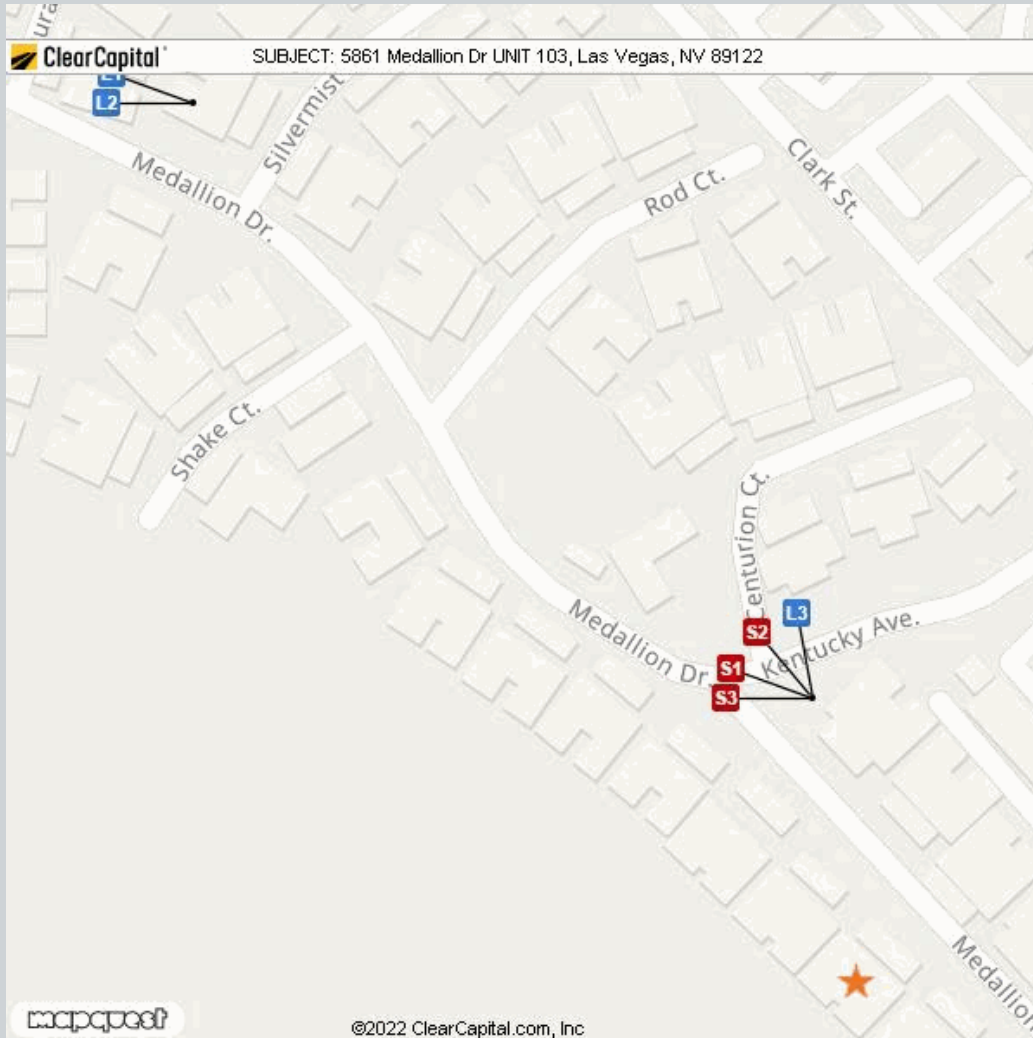 ClearCapital
SUBJECT: 5861 Medallion Dr UNIT 103, Las Vegas, NV 89122
L2
Silvermist
Medallion Dr.
Rod Ct.
Clark St.
Shake Ct.
Centurion Ct.
L3
S2
Medallion Dr.
Kentucky Ave.
S1
S3
Medallion
mapquest
©2022 ClearCapital.com, Inc